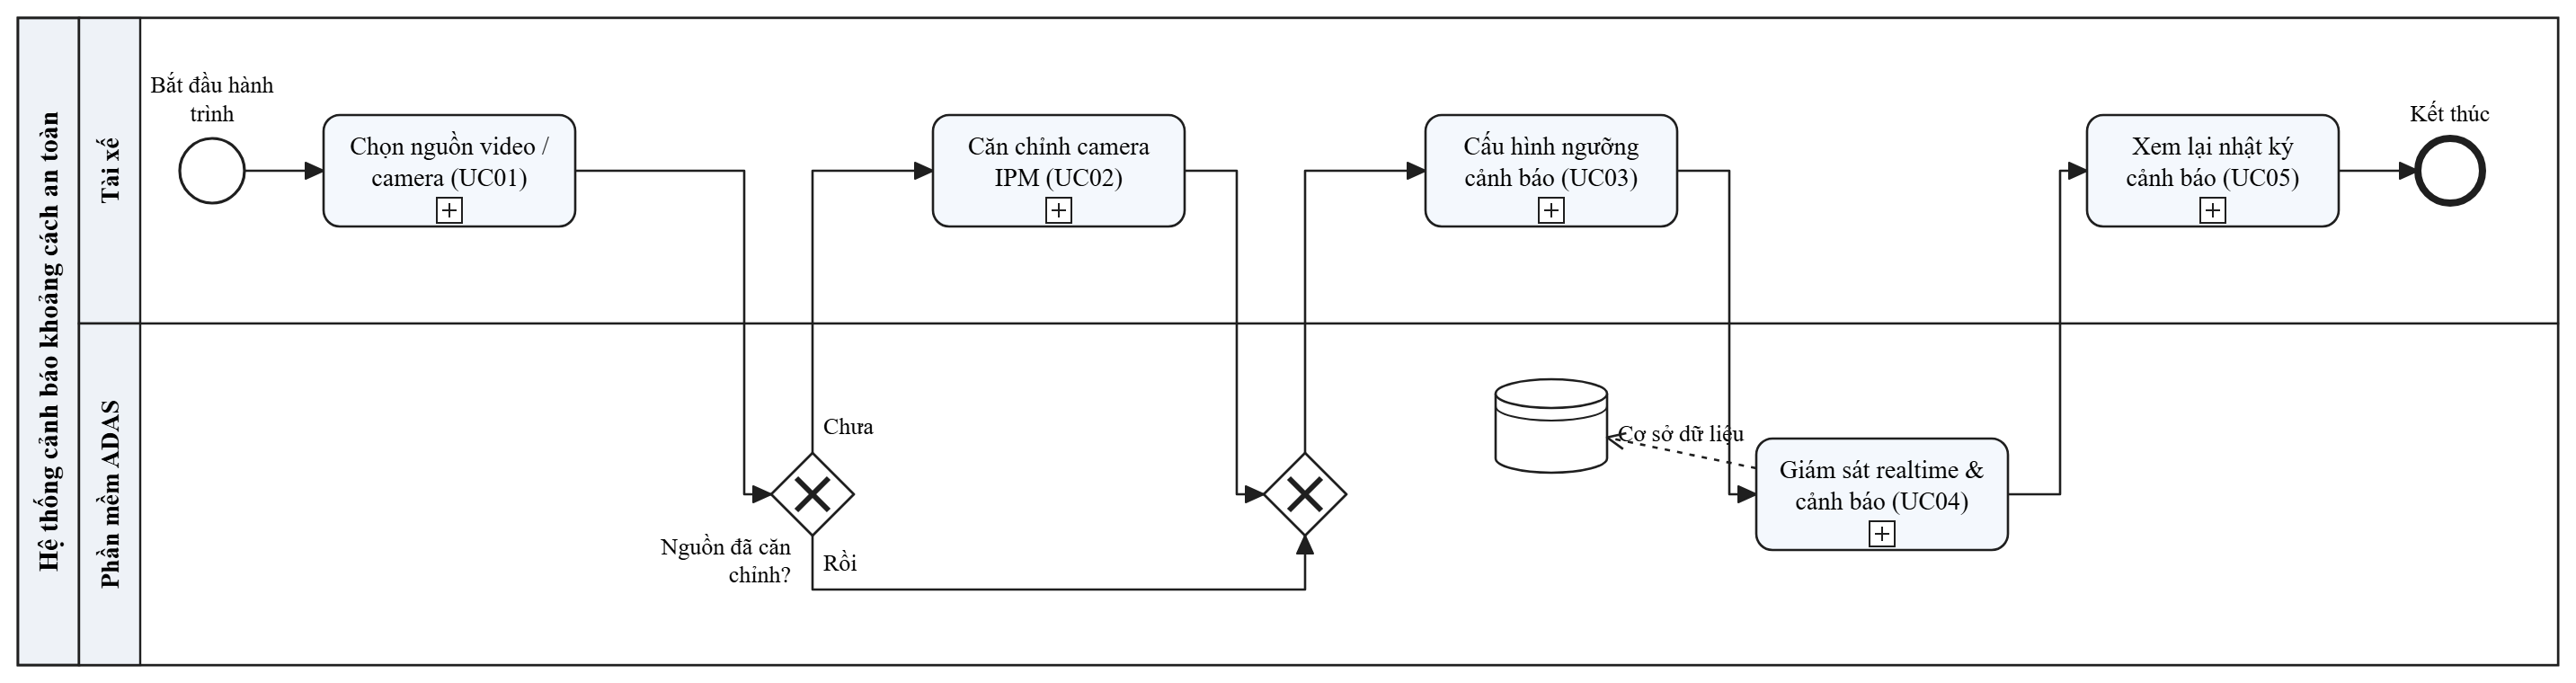 Hệ thống cảnh báo khoảng cách an toàn
Tài xế
Bắt đầu hành
trình
Chọn nguồn video /
camera (UC01)
Căn chỉnh camera
IPM (UC02)
Cấu hình ngưỡng
cảnh báo (UC03)
Xem lại nhật ký
cảnh báo (UC05)
Kết thúc
Phần mềm ADAS
Chưa
Nguồn đã căn
chỉnh?
Rồi
Cơ sở dữ liệu
Giám sát realtime &
cảnh báo (UC04)